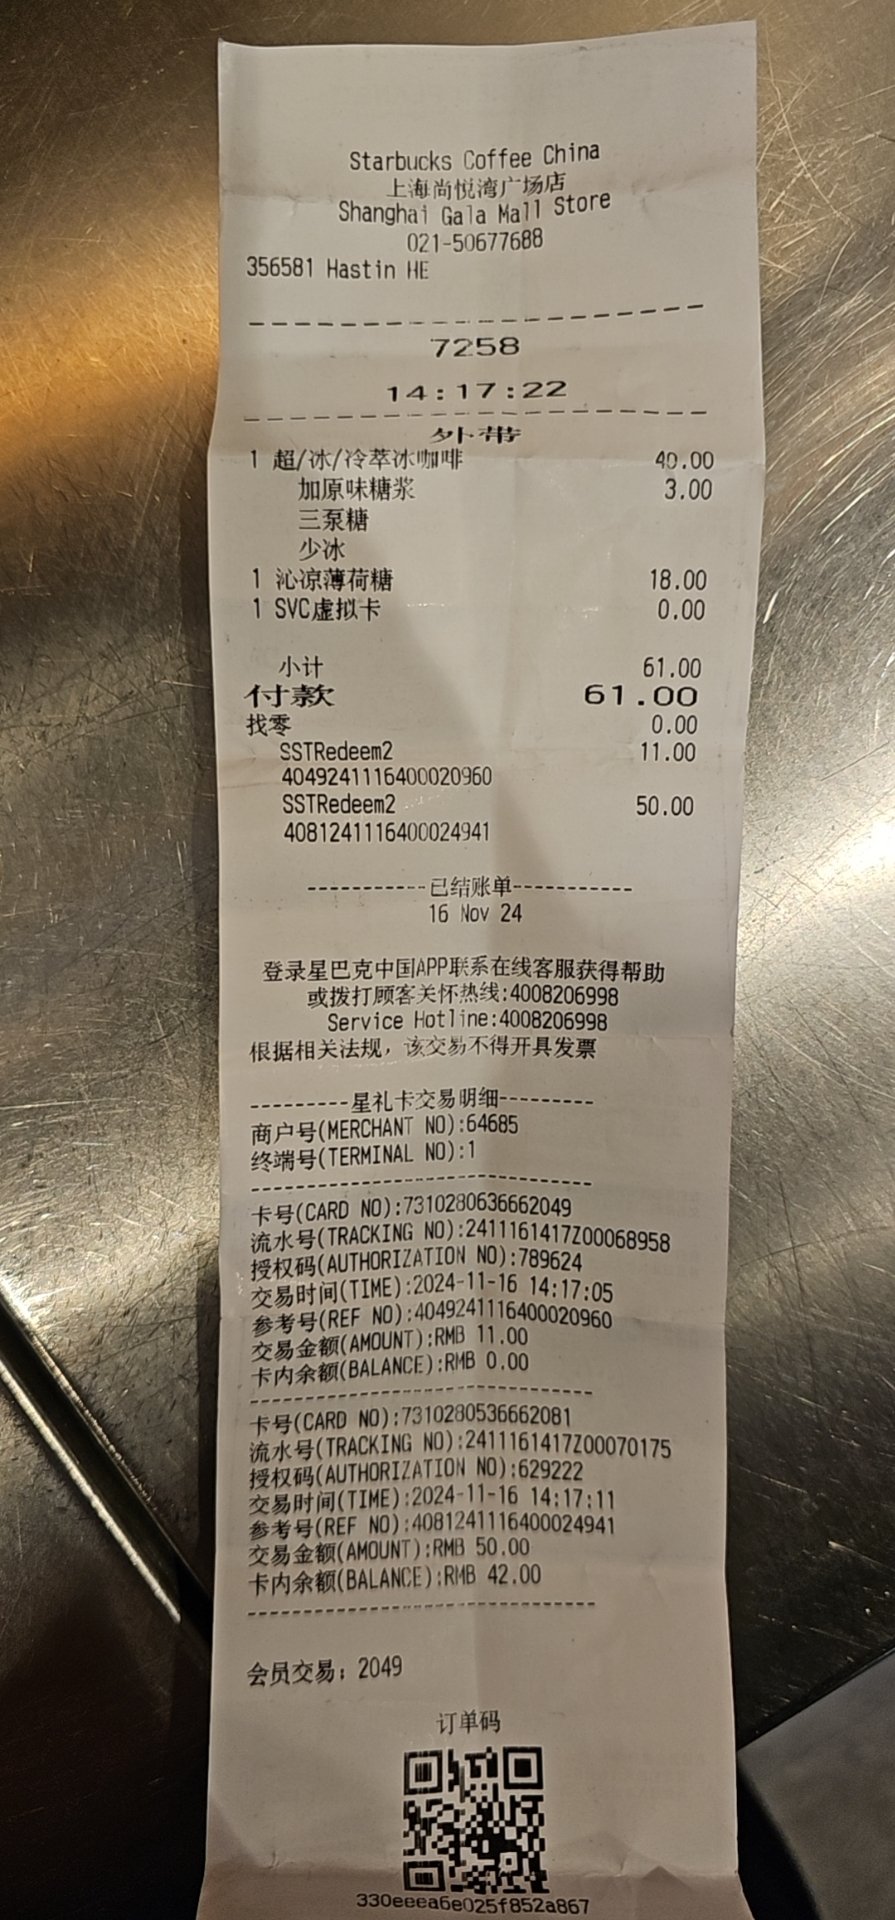 Starbucks Coffee China
上海尚悦湾广场店
Shanghai Gala Mall Store
021-50677688
356581 Hastin HE
7258
14:17:22
外带
1 超/冰/冷萃冰咖啡 40.00
加原味糖浆 3.00
三泵糖
少冰
1 沁凉薄荷糖 18.00
1 SVC虚拟卡 0.00
小计 61.00
付款 61.00
找零 0.00
SSTRedeem2 11.00
4049241116400020960
SSTRedeem2 50.00
4081241116400024941
-----------已结账单-----------
16 Nov 24
登录星巴克中国APP联系在线客服获得帮助
或拨打顾客关怀热线:4008206998
Service Hotline:4008206998
根据相关法规，该交易不得开具发票
---------星礼卡交易明细---------
商户号(MERCHANT NO):64685
终端号(TERMINAL NO):1
卡号(CARD NO):7310280636662049
流水号(TRACKING NO):2411161417Z00068958
授权码(AUTHORIZATION NO):789624
交易时间(TIME):2024-11-16 14:17:05
参考号(REF NO):4049241116400020960
交易金额(AMOUNT):RMB 11.00
卡内余额(BALANCE):RMB 0.00
卡号(CARD NO):7310280536662081
流水号(TRACKING NO):2411161417Z00070175
授权码(AUTHORIZATION NO):629222
交易时间(TIME):2024-11-16 14:17:11
参考号(REF NO):4081241116400024941
交易金额(AMOUNT):RMB 50.00
卡内余额(BALANCE):RMB 42.00
会员交易：2049
订单码
330eeea6e025f852a867